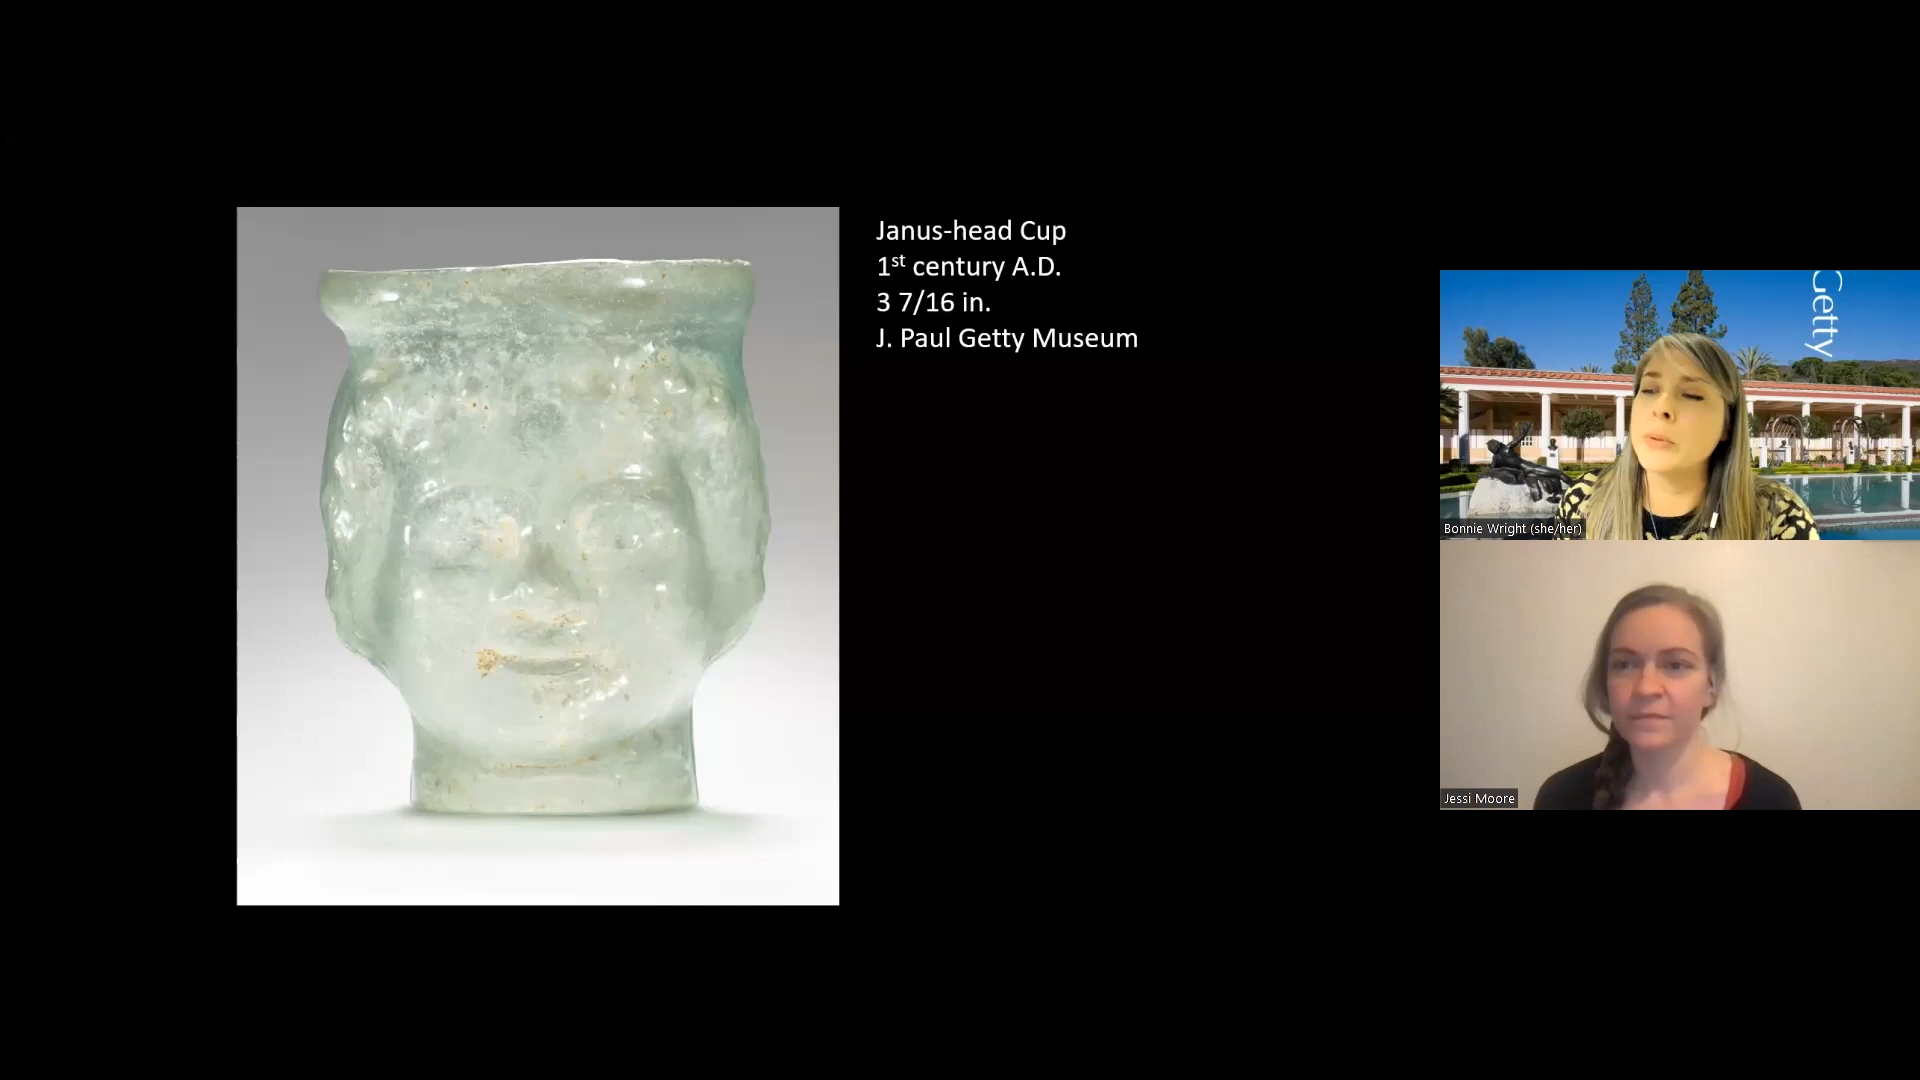 Janus-head Cup
1st century A.D.
3 7/16 in.
J. Paul Getty Museum
Getty
Bonnie Wright (she/her)
Jessi Moore